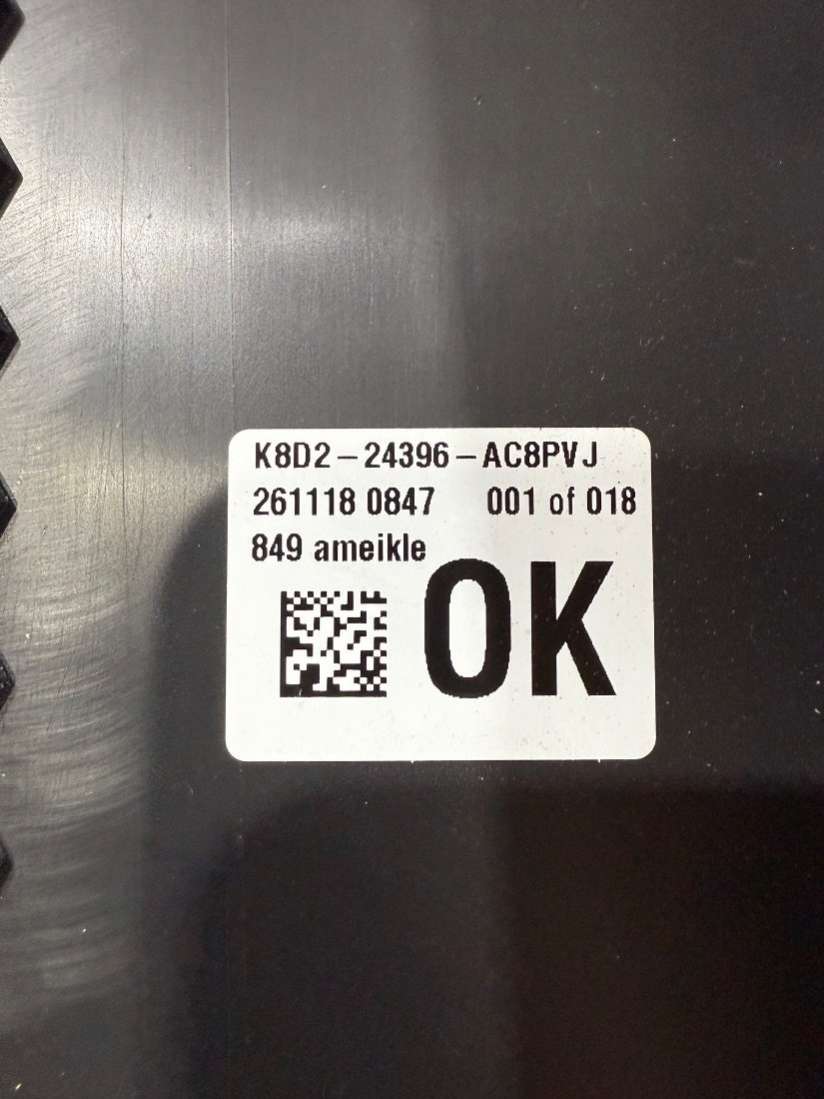 K8D2-24396-AC8PVJ
261118 0847 001 of 018
849 ameikle
OK